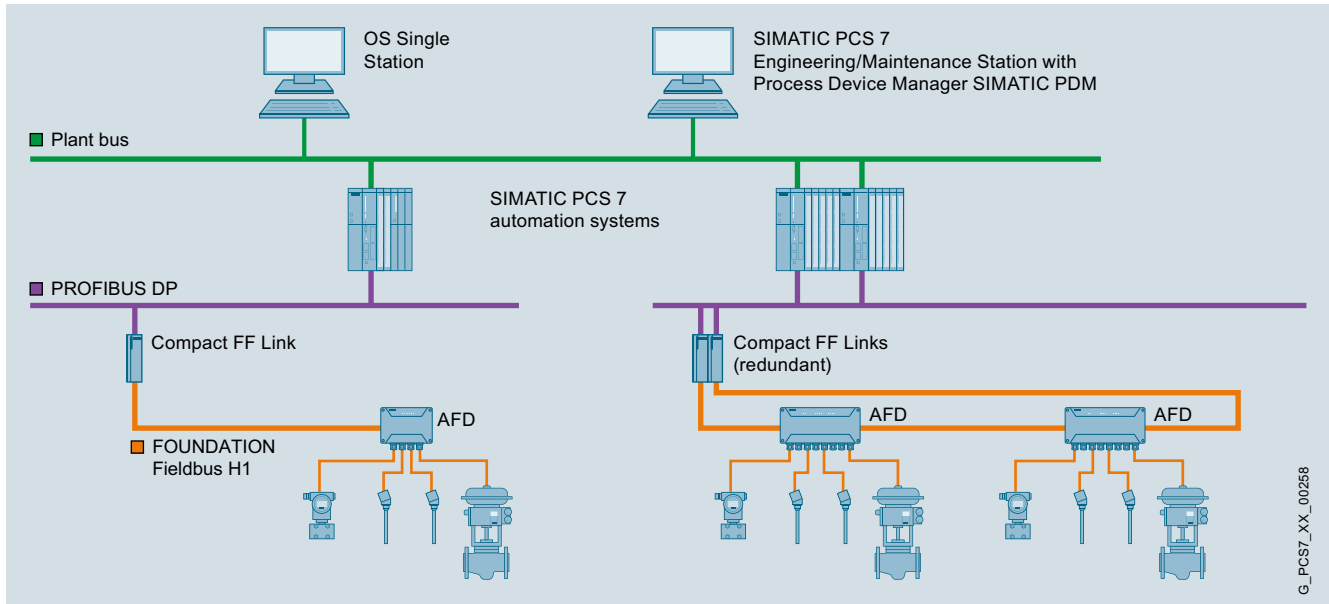 OS Single
Station
SIMATIC PCS 7
Engineering/Maintenance Station with
Process Device Manager SIMATIC PDM
Plant bus
SIMATIC PCS 7
automation systems
PROFIBUS DP
Compact FF Link
Compact FF Links
(redundant)
AFD
AFD
AFD
FOUNDATION
Fieldbus H1
G_PCS7_XX_00258